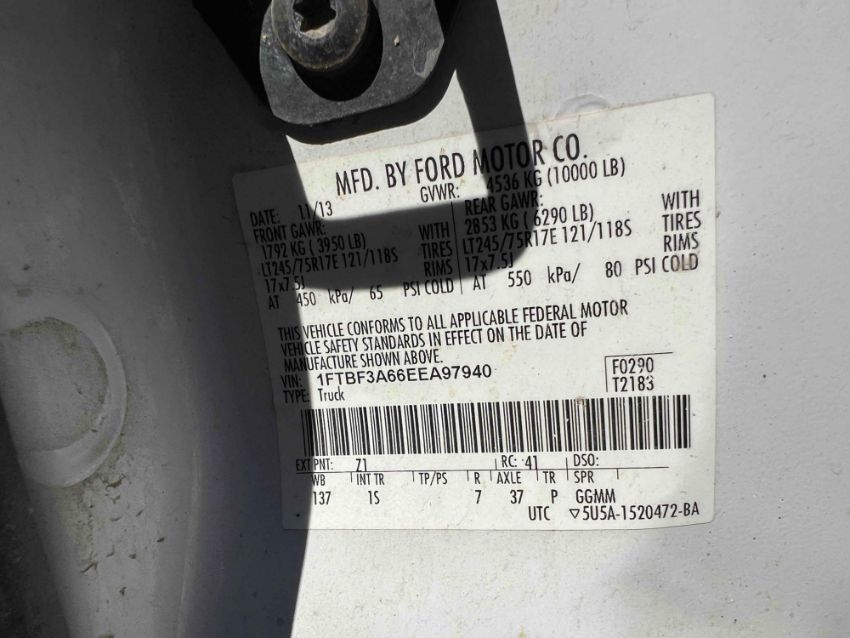 MFD. BY FORD MOTOR CO.
DATE: 11/13 GVWR: 4536 KG (10000 LB)
FRONT GAWR: REAR GAWR: WITH
1792 KG ( 3950 LB) WITH 2853 KG ( 6290 LB) TIRES
LT245/75R17E 121/118S TIRES LT245/75R17E 121/118S RIMS
17x7.5J RIMS 17x7.5J
AT 450 kPa/ 65 PSI COLD AT 550 kPa/ 80 PSI COLD
THIS VEHICLE CONFORMS TO ALL APPLICABLE FEDERAL MOTOR
VEHICLE SAFETY STANDARDS IN EFFECT ON THE DATE OF
MANUFACTURE SHOWN ABOVE.
VIN: 1FTBF3A66EEA97940 F0290
TYPE: Truck T2183
EXT PNT: Z1 RC: 41 DSO:
WB INT TR TP/PS R AXLE TR SPR
137 1S 7 37 P GGMM
UTC ▽5U5A-1520472-BA